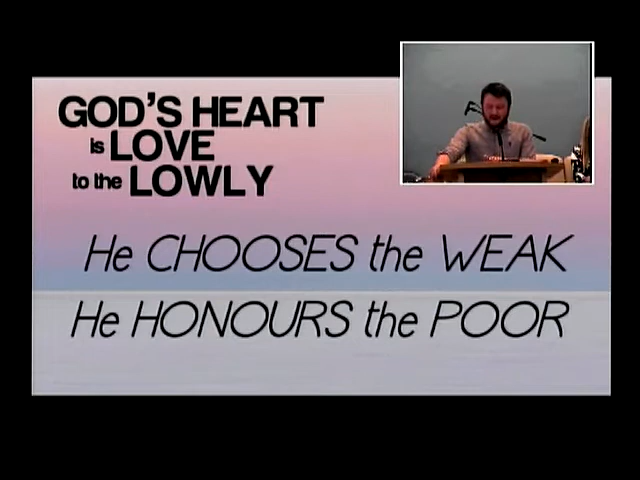 GOD'S HEART
is LOVE
to the LOWLY
He CHOOSES the WEAK
He HONOURS the POOR